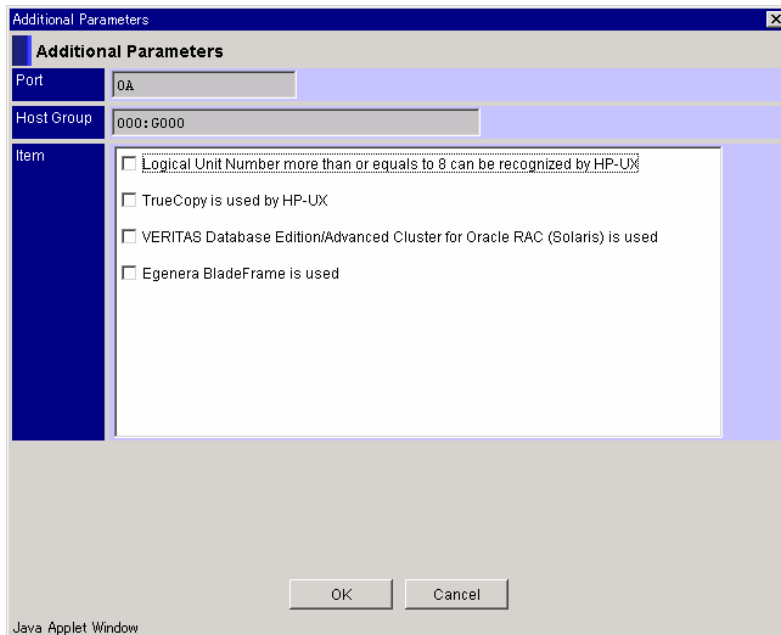 Additional Parameters
Additional Parameters
Port
0A
Host Group
000:G000
Item
Logical Unit Number more than or equals to 8 can be recognized by HP-UX
TrueCopy is used by HP-UX
VERITAS Database Edition/Advanced Cluster for Oracle RAC (Solaris) is used
Egenera BladeFrame is used
OK
Cancel
Java Applet Window